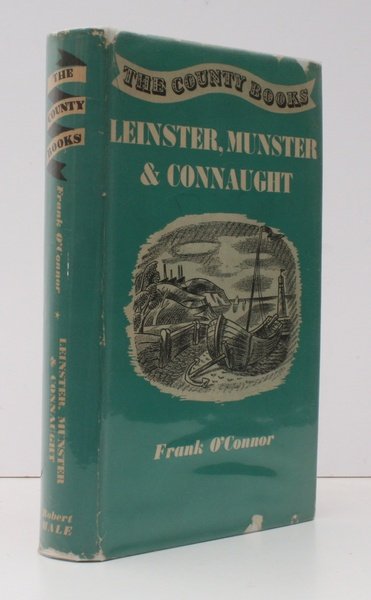 THE COUNTY BOOKS
LEINSTER, MUNSTER
& CONNAUGHT
Frank O'Connor
THE
COUNTY
BOOKS
Frank O'Connor
*
LEINSTER, MUNSTER
& CONNAUGHT
Robert
HALE